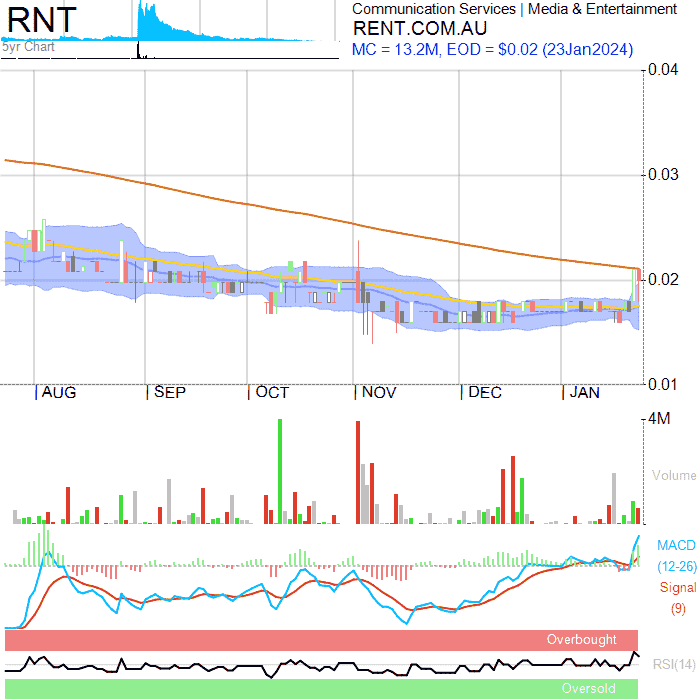 RNT
5yr Chart
Communication Services | Media & Entertainment
RENT.COM.AU
MC = 13.2M, EOD = $0.02 (23Jan2024)
0.04
0.03
0.02
0.01
AUG
SEP
OCT
NOV
DEC
JAN
4M
Volume
MACD
(12-26)
Signal
(9)
Overbought
RSI(14)
Oversold